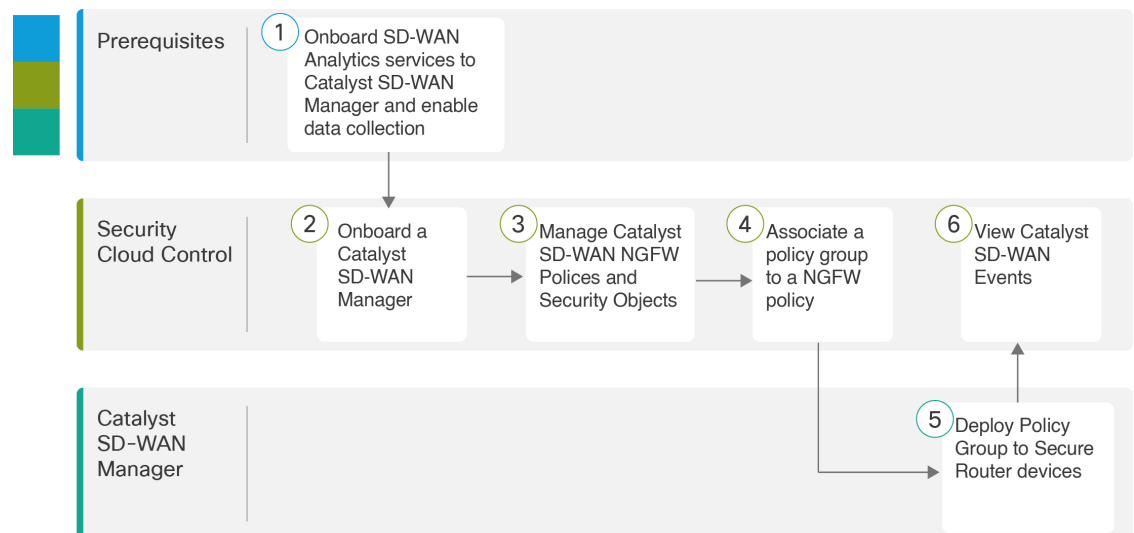 Prerequisites
1
Onboard SD-WAN
Analytics services to
Catalyst SD-WAN
Manager and enable
data collection
Security
Cloud Control
2
Onboard a
Catalyst
SD-WAN
Manager
3
Manage Catalyst
SD-WAN NGFW
Polices and
Security Objects
4
Associate a
policy group
to a NGFW
policy
6
View Catalyst
SD-WAN
Events
Catalyst
SD-WAN
Manager
5
Deploy Policy
Group to Secure
Router devices